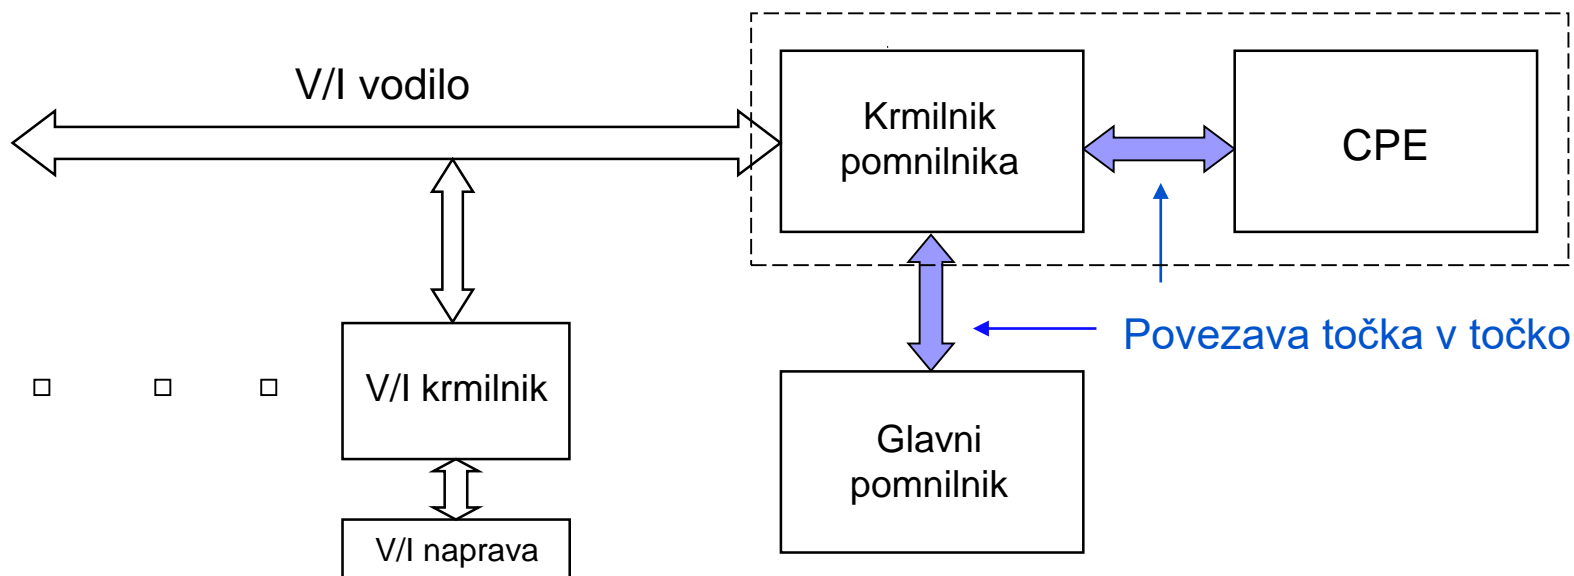 V/I vodilo
Krmilnik
pomnilnika
CPE
Povezava točka v točko
V/I krmilnik
Glavni
pomnilnik
V/I naprava